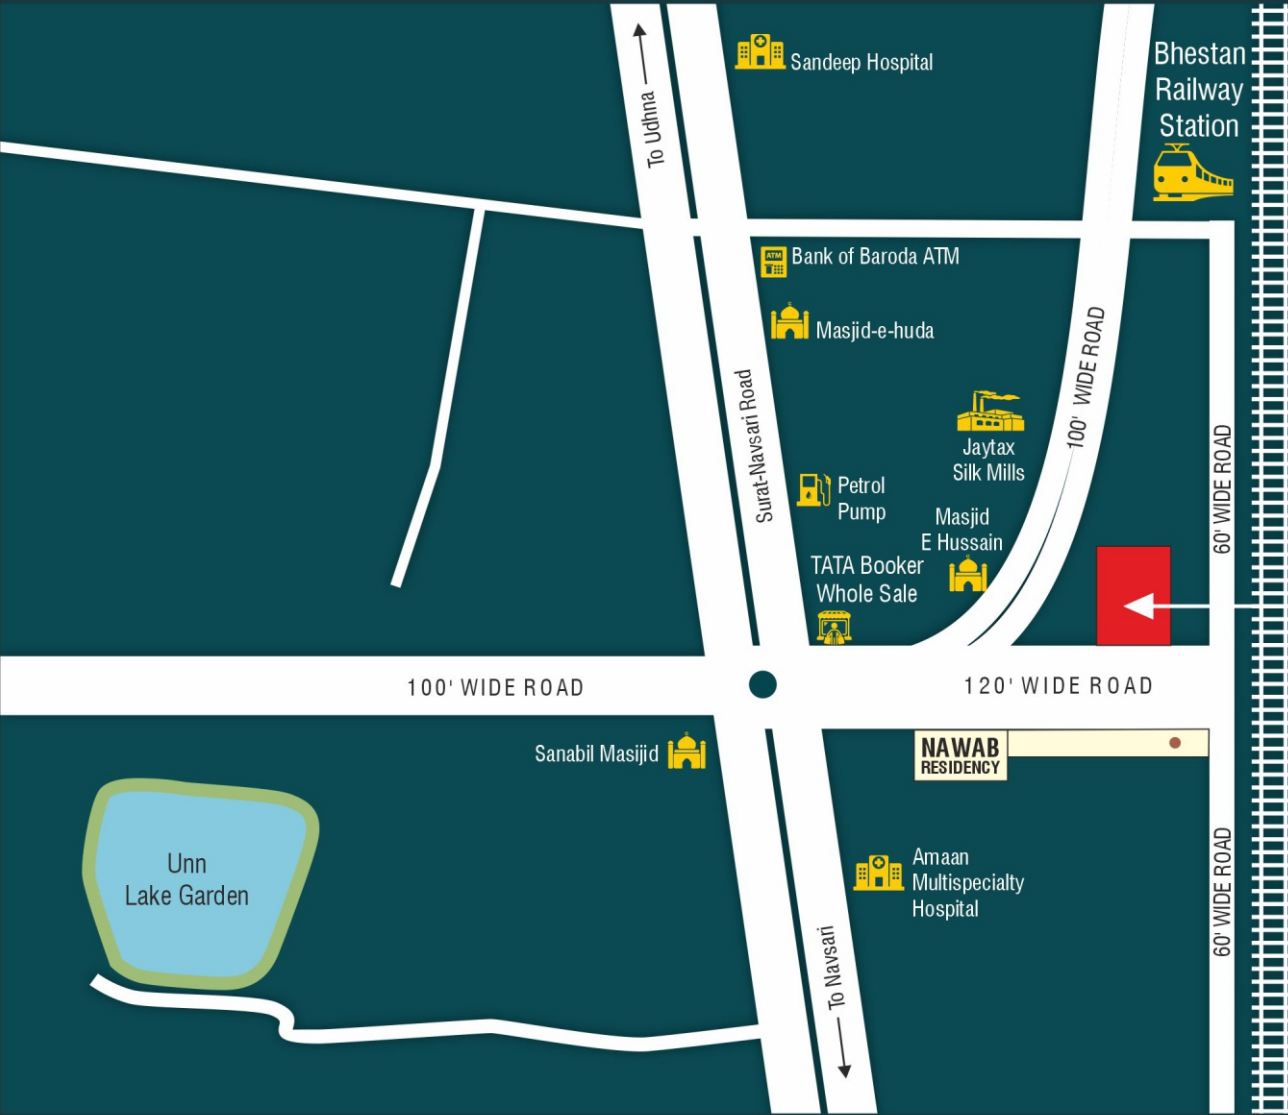 Sandeep Hospital
Bhestan
Railway
Station
To Udhna
ATM
Bank of Baroda ATM
Masjid-e-huda
100' WIDE ROAD
Surat-Navsari Road
Jaytax
Silk Mills
60' WIDE ROAD
Petrol
Pump
Masjid
E Hussain
TATA Booker
Whole Sale
100' WIDE ROAD
120' WIDE ROAD
Sanabil Masijid
NAWAB
RESIDENCY
Unn
Lake Garden
Amaan
Multispecialty
Hospital
60' WIDE ROAD
To Navsari